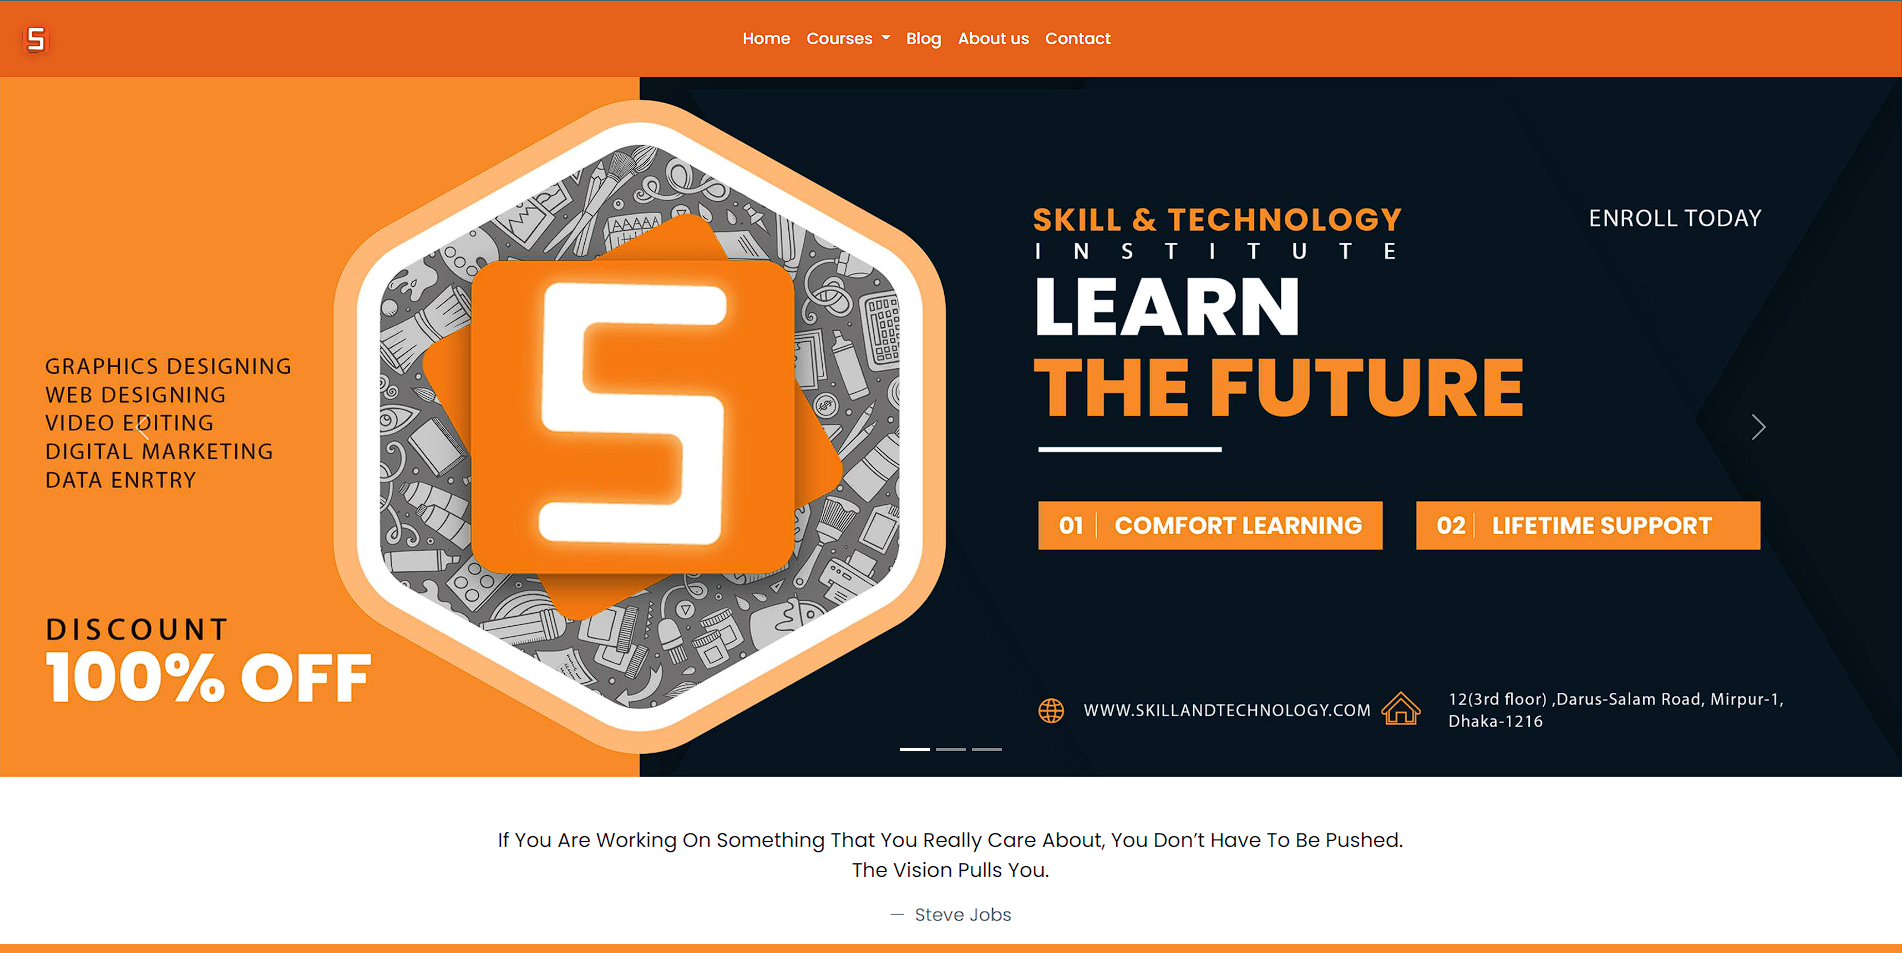 Home Courses Blog About us Contact
GRAPHICS DESIGNING
WEB DESIGNING
VIDEO EDITING
DIGITAL MARKETING
DATA ENRTRY
DISCOUNT
100% OFF
S
SKILL & TECHNOLOGY
INSTITUTE
ENROLL TODAY
LEARN
THE FUTURE
01 COMFORT LEARNING
02 LIFETIME SUPPORT
WWW.SKILLANDTECHNOLOGY.COM
12(3rd floor) ,Darus-Salam Road, Mirpur-1,
Dhaka-1216
If You Are Working On Something That You Really Care About, You Don’t Have To Be Pushed.
The Vision Pulls You.
— Steve Jobs